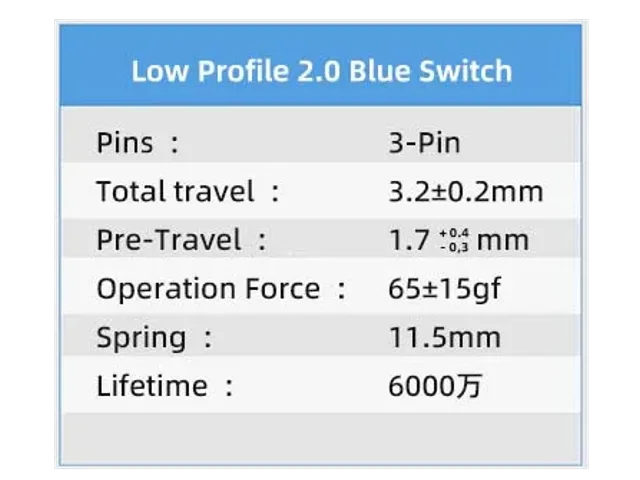 Low Profile 2.0 Blue Switch
Pins : 3-Pin
Total travel : 3.2±0.2mm
Pre-Travel : 1.7 +0.4 -0,3 mm
Operation Force : 65±15gf
Spring : 11.5mm
Lifetime : 6000万